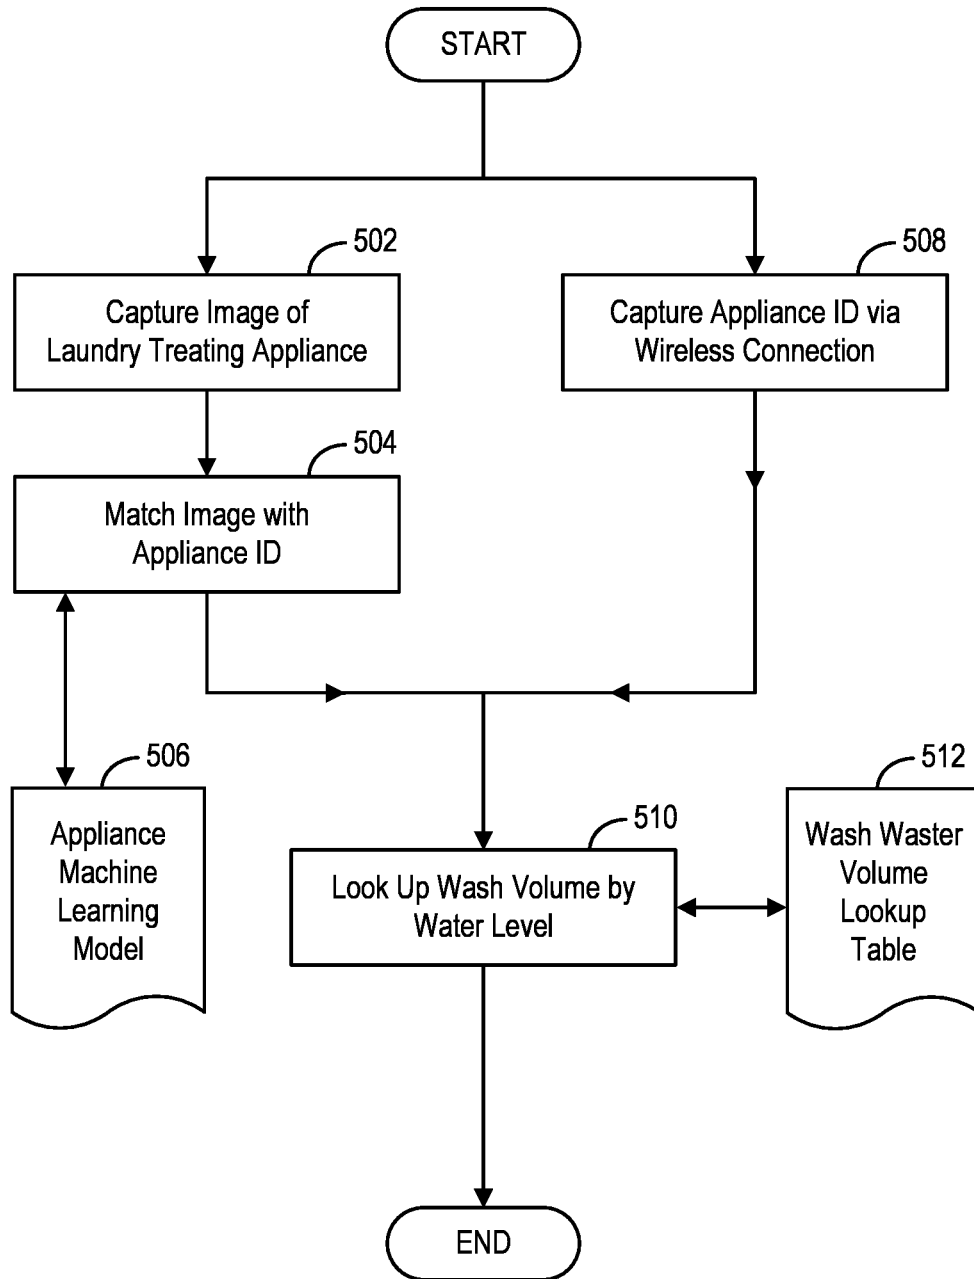 START
502
Capture Image of
Laundry Treating Appliance
508
Capture Appliance ID via
Wireless Connection
504
Match Image with
Appliance ID
506
Appliance
Machine
Learning
Model
510
Look Up Wash Volume by
Water Level
512
Wash Waster
Volume
Lookup
Table
END